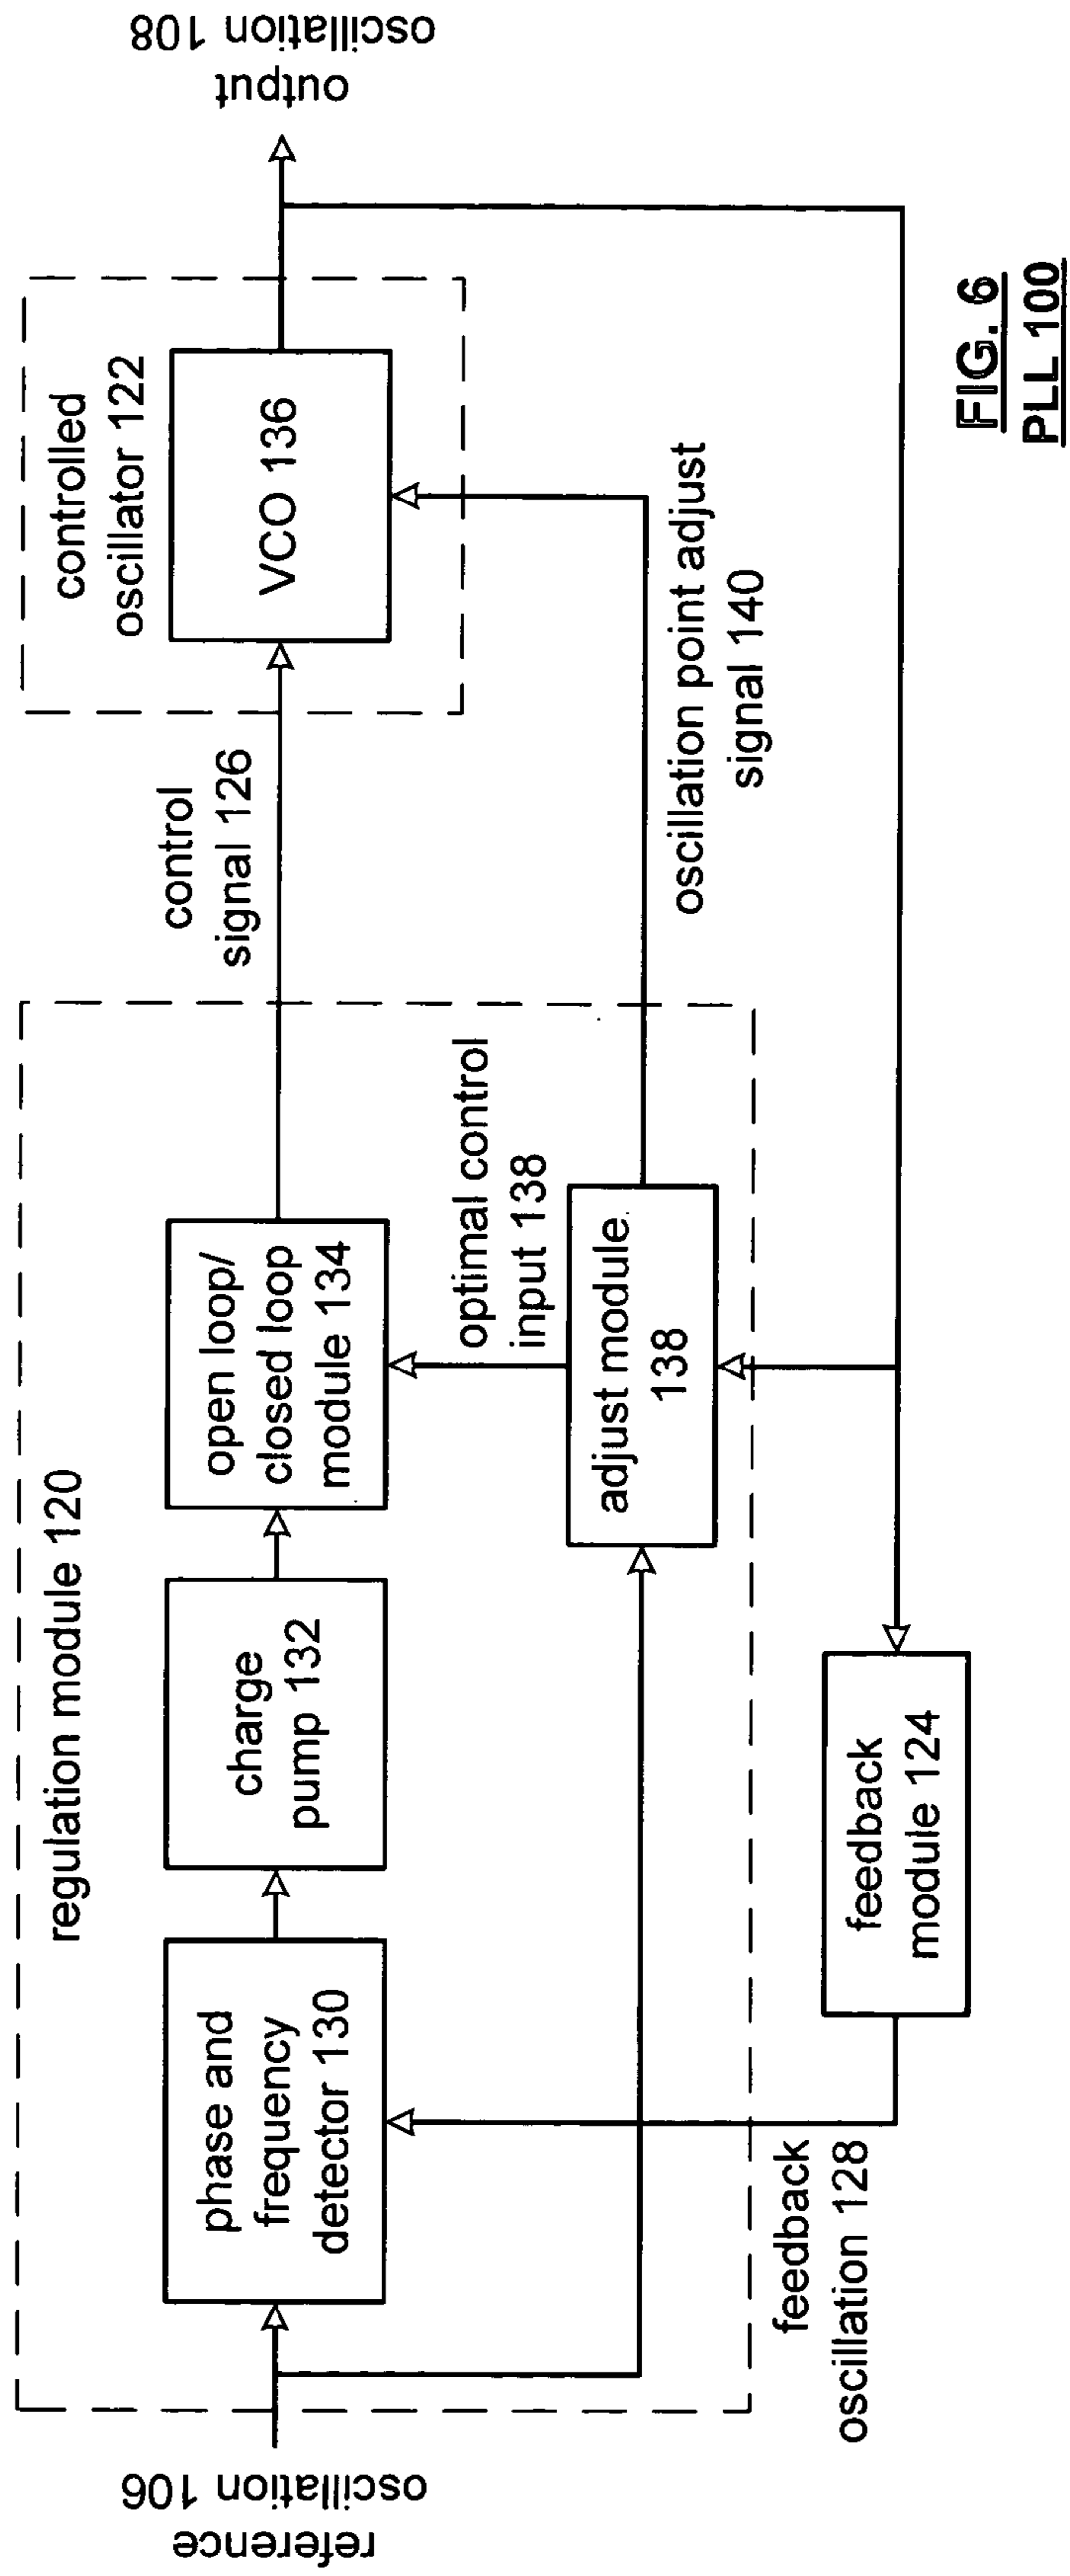 regulation module 120
reference
oscillation 106
phase and
frequency
detector 130
charge
pump 132
open loop/
closed loop
module 134
control
signal 126
controlled
oscillator 122
VCO 136
output
oscillation 108
optimal control
input 138
adjust module
138
oscillation point adjust
signal 140
feedback
oscillation 128
feedback
module 124
FIG. 6
PLL 100